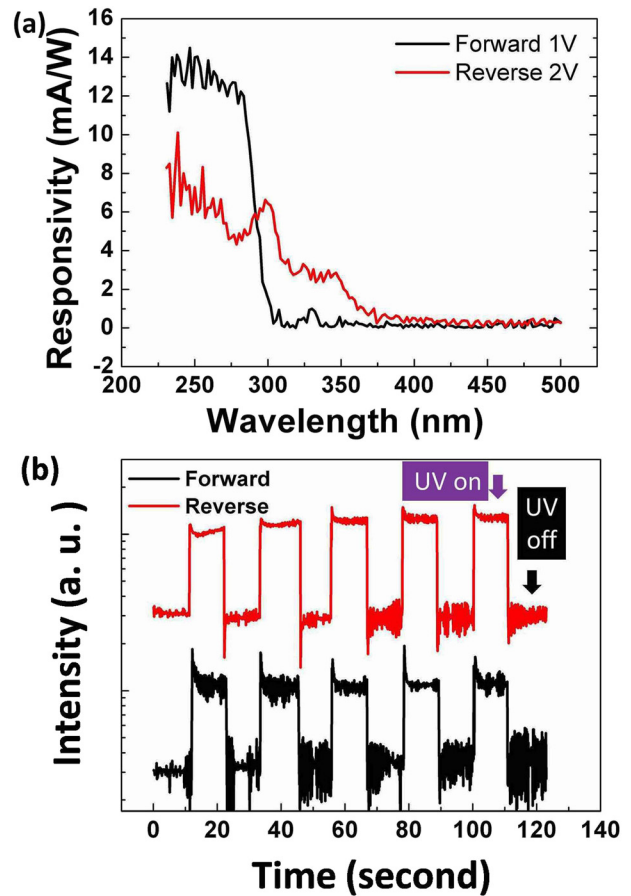 (a)
Forward 1V
Reverse 2V
Responsivity (mA/W)
16
14
12
10
8
6
4
2
0
-2
200 250 300 350 400 450 500
Wavelength (nm)
(b)
Forward
Reverse
UV on
UV
off
Intensity (a. u.)
0 20 40 60 80 100 120 140
Time (second)